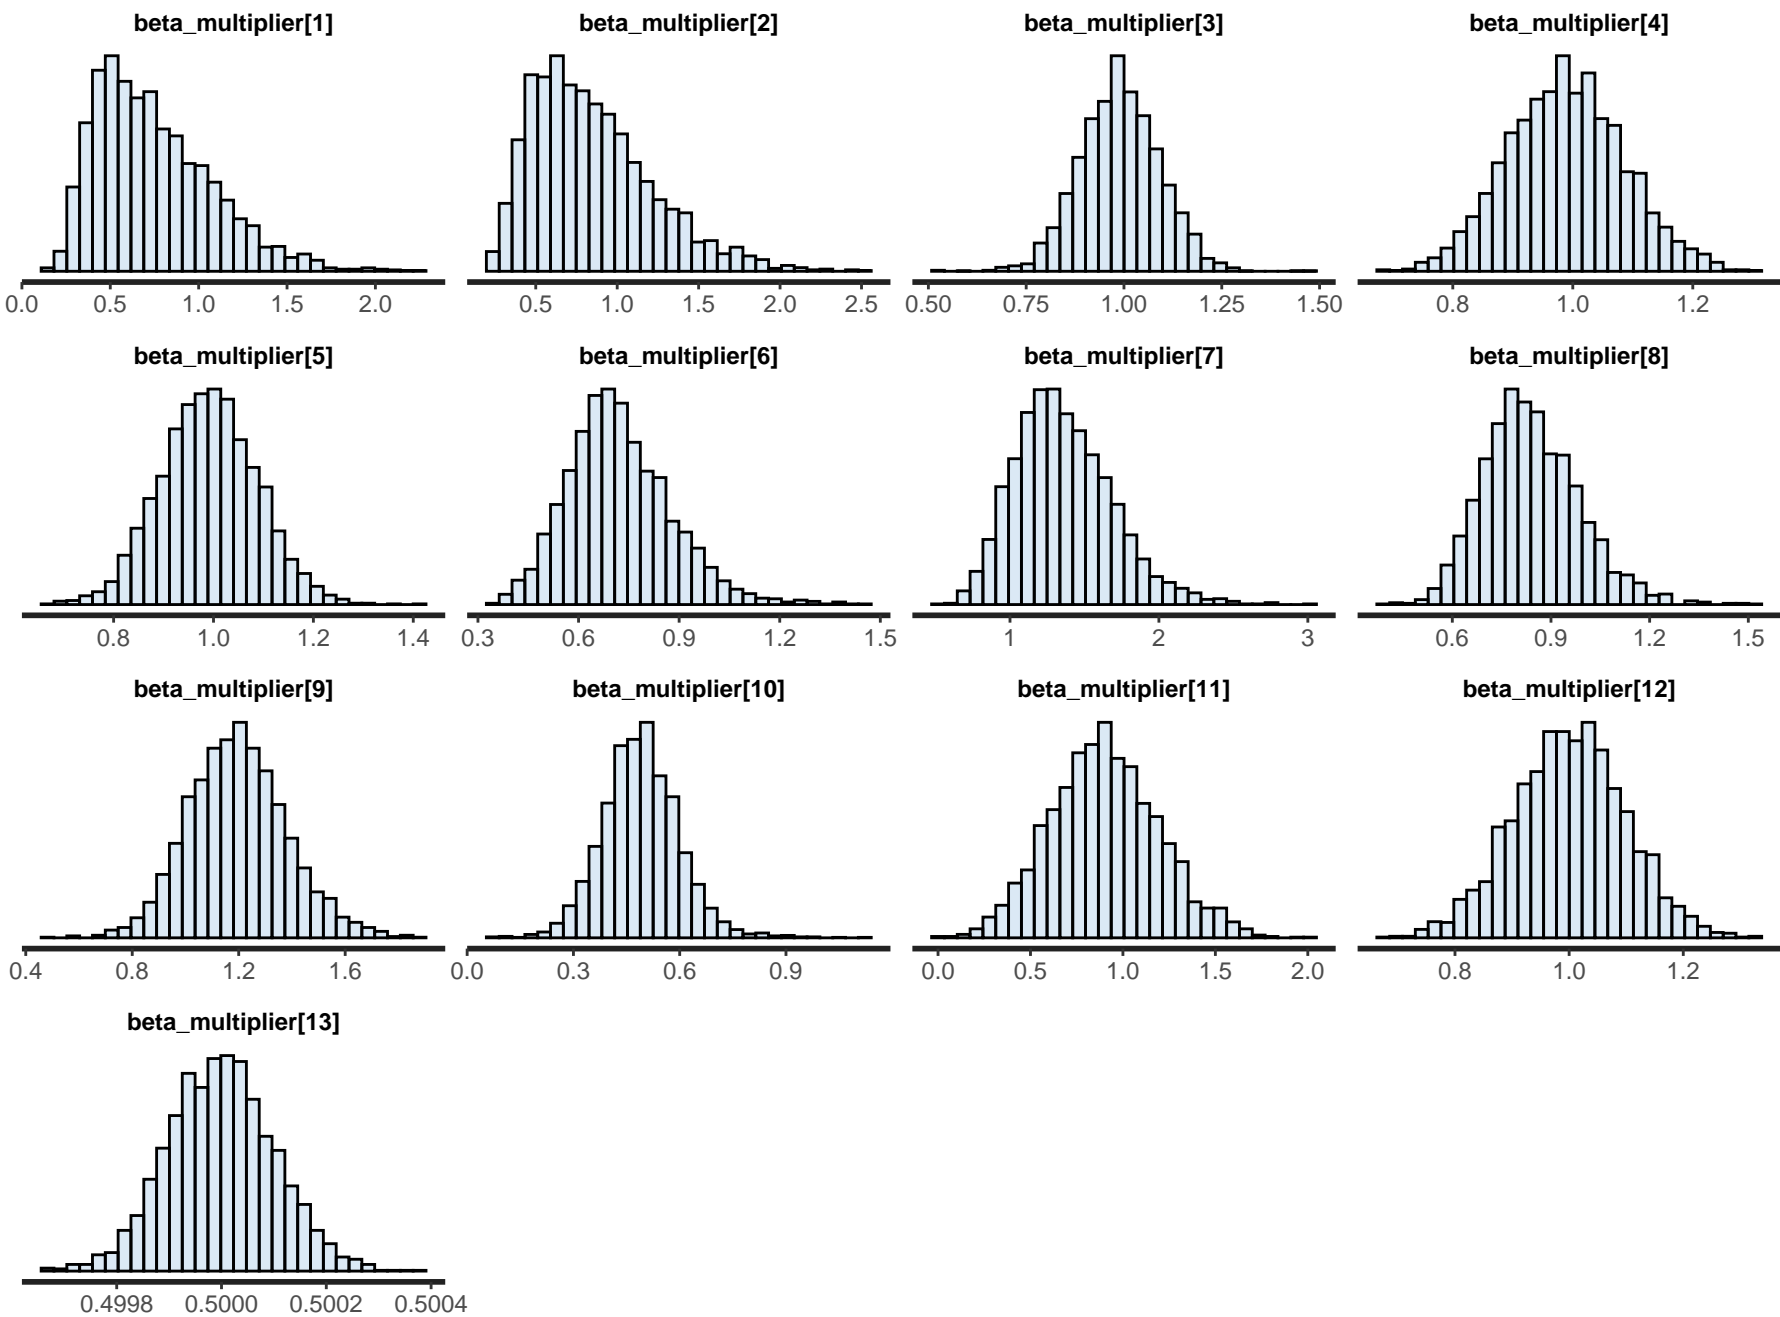 beta_multiplier[1] beta_multiplier[2] beta_multiplier[3] beta_multiplier[4]
0.0 0.5 1.0 1.5 2.0 0.5 1.0 1.5 2.0 2.5 0.50 0.75 1.00 1.25 1.50 0.8 1.0 1.2
beta_multiplier[5] beta_multiplier[6] beta_multiplier[7] beta_multiplier[8]
0.8 1.0 1.2 1.4 0.3 0.6 0.9 1.2 1.5 1 2 3 0.6 0.9 1.2 1.5
beta_multiplier[9] beta_multiplier[10] beta_multiplier[11] beta_multiplier[12]
0.4 0.8 1.2 1.6 0.0 0.3 0.6 0.9 0.0 0.5 1.0 1.5 2.0 0.8 1.0 1.2
beta_multiplier[13]
0.4998 0.5000 0.5002 0.5004